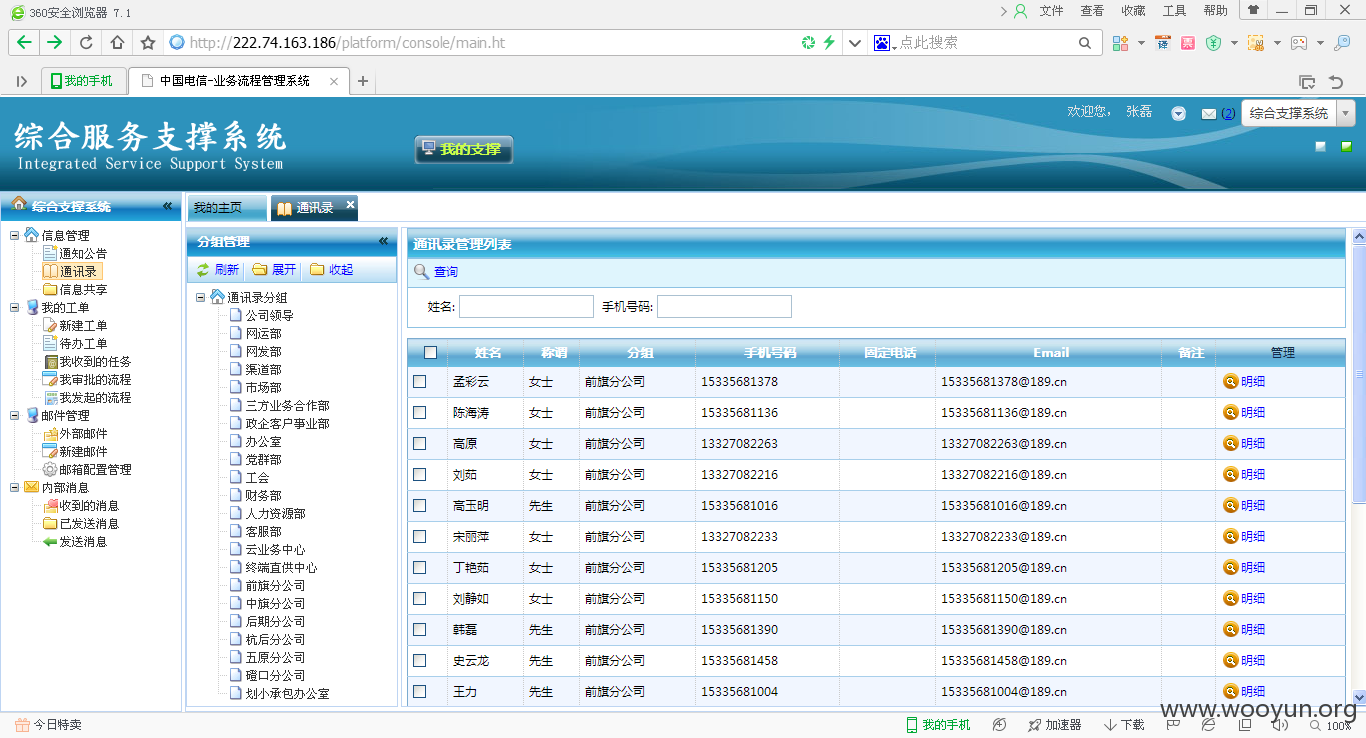 360安全浏览器 7.1
文件 查看 收藏 工具 帮助
http://222.74.163.186/platform/console/main.ht
点此搜索
我的手机
中国电信-业务流程管理系统
综合服务支撑系统
Integrated Service Support System
我的支撑
欢迎您， 张磊
(2)
综合支撑系统
综合支撑系统
信息管理
通知公告
通讯录
信息共享
我的工单
新建工单
待办工单
我收到的任务
我审批的流程
我发起的流程
邮件管理
外部邮件
新建邮件
邮箱配置管理
内部消息
收到的消息
已发送消息
发送消息
我的主页
通讯录
分组管理
刷新 展开 收起
通讯录分组
公司领导
网运部
网发部
渠道部
市场部
三方业务合作部
政企客户事业部
办公室
党群部
工会
财务部
人力资源部
客服部
云业务中心
终端直供中心
前旗分公司
中旗分公司
后期分公司
杭后分公司
五原分公司
磴口分公司
划小承包办公室
通讯录管理列表
查询
姓名: 手机号码:
姓名 称谓 分组 手机号码 固定电话 Email 备注 管理
孟彩云 女士 前旗分公司 15335681378 15335681378@189.cn 明细
陈海涛 女士 前旗分公司 15335681136 15335681136@189.cn 明细
高原 女士 前旗分公司 13327082263 13327082263@189.cn 明细
刘茹 女士 前旗分公司 13327082216 13327082216@189.cn 明细
高玉明 先生 前旗分公司 15335681016 15335681016@189.cn 明细
宋丽萍 女士 前旗分公司 13327082233 13327082233@189.cn 明细
丁艳茹 女士 前旗分公司 15335681205 15335681205@189.cn 明细
刘静如 女士 前旗分公司 15335681150 15335681150@189.cn 明细
韩磊 先生 前旗分公司 15335681390 15335681390@189.cn 明细
史云龙 先生 前旗分公司 15335681458 15335681458@189.cn 明细
王力 先生 前旗分公司 15335681004 15335681004@189.cn 明细
www.wooyun.org
今日特卖
我的手机 加速器 下载 100%